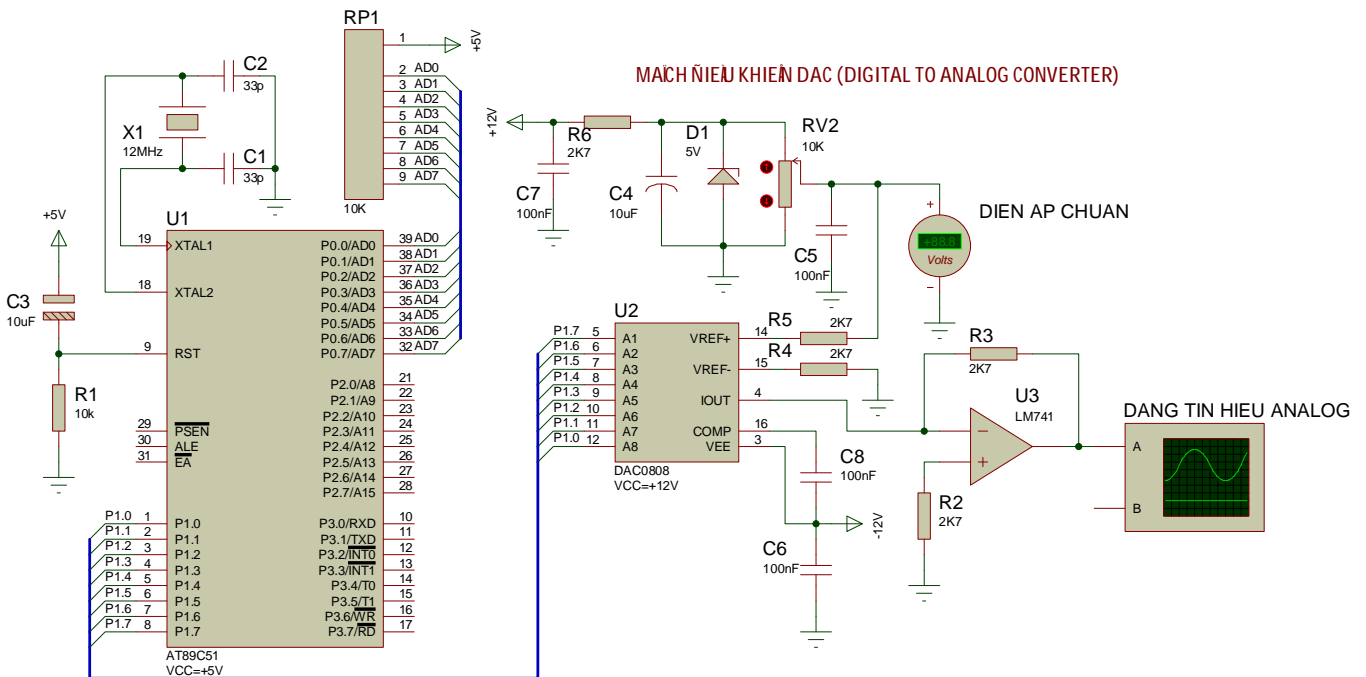 MAÏCH ÑIEÀU KHIEÅN DAC (DIGITAL TO ANALOG CONVERTER)
RP1
1
+5V
2 AD0
3 AD1
4 AD2
5 AD3
6 AD4
7 AD5
8 AD6
9 AD7
10K
C2
33p
X1
12MHz
C1
33p
+5V
C3
10uF
R1
10k
U1
19 XTAL1
18 XTAL2
9 RST
29 PSEN
30 ALE
31 EA
P1.0 1 P1.0
P1.1 2 P1.1
P1.2 3 P1.2
P1.3 4 P1.3
P1.4 5 P1.4
P1.5 6 P1.5
P1.6 7 P1.6
P1.7 8 P1.7
P0.0/AD0 39 AD0
P0.1/AD1 38 AD1
P0.2/AD2 37 AD2
P0.3/AD3 36 AD3
P0.4/AD4 35 AD4
P0.5/AD5 34 AD5
P0.6/AD6 33 AD6
P0.7/AD7 32 AD7
P2.0/A8 21
P2.1/A9 22
P2.2/A10 23
P2.3/A11 24
P2.4/A12 25
P2.5/A13 26
P2.6/A14 27
P2.7/A15 28
P3.0/RXD 10
P3.1/TXD 11
P3.2/INT0 12
P3.3/INT1 13
P3.4/T0 14
P3.5/T1 15
P3.6/WR 16
P3.7/RD 17
AT89C51
VCC=+5V
+12V
R6
2K7
C7
100nF
C4
10uF
D1
5V
RV2
10K
C5
100nF
+
+88.8
Volts
−
DIEN AP CHUAN
U2
P1.7 5 A1
P1.6 6 A2
P1.5 7 A3
P1.4 8 A4
P1.3 9 A5
P1.2 10 A6
P1.1 11 A7
P1.0 12 A8
VREF+ 14
VREF- 15
IOUT 4
COMP 16
VEE 3
DAC0808
VCC=+12V
R5
2K7
R4
2K7
C8
100nF
-12V
C6
100nF
R3
2K7
U3
LM741
−
+
R2
2K7
DANG TIN HIEU ANALOG
A
B